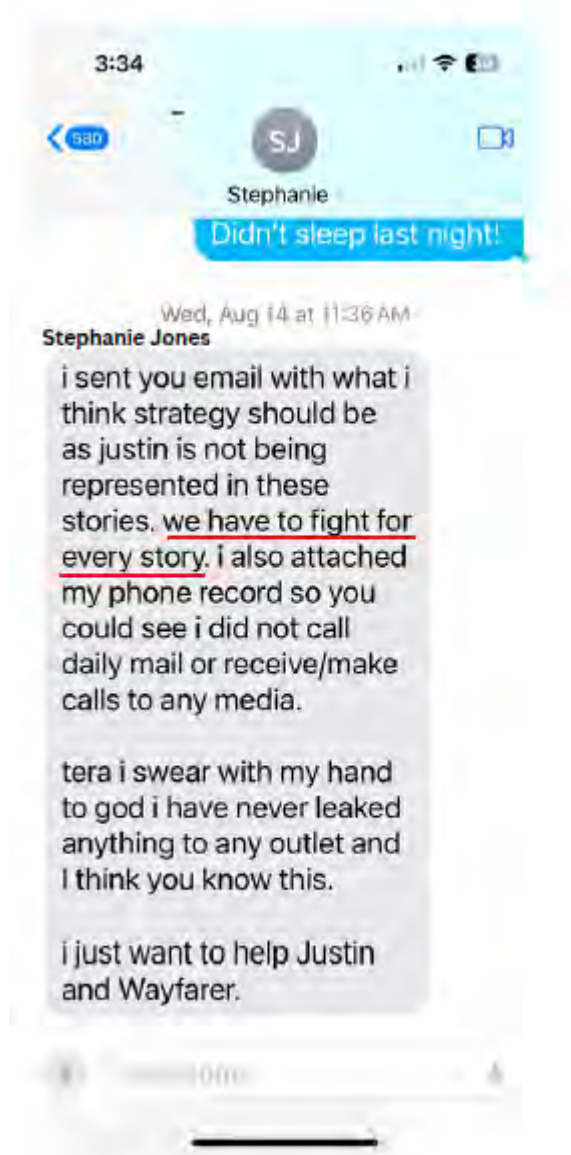 3:34
530
SJ
Stephanie
Didn't sleep last night!
Wed, Aug 14 at 11:36 AM
Stephanie Jones
i sent you email with what i
think strategy should be
as justin is not being
represented in these
stories. we have to fight for
every story. i also attached
my phone record so you
could see i did not call
daily mail or receive/make
calls to any media.
tera i swear with my hand
to god i have never leaked
anything to any outlet and
I think you know this.
i just want to help Justin
and Wayfarer.